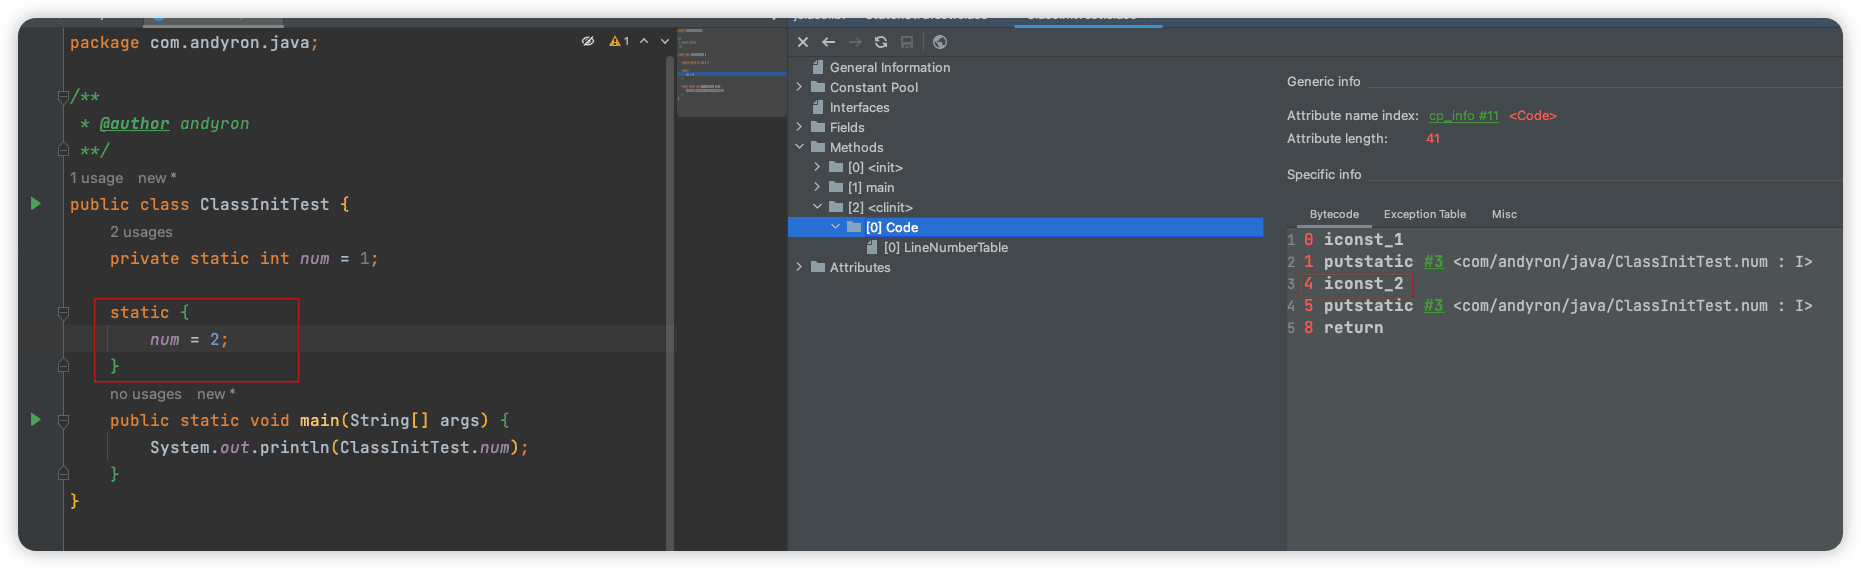 package com.andyron.java;
1
/**
* @author andyron
**/
1 usage new *
public class ClassInitTest {
2 usages
private static int num = 1;
static {
num = 2;
}
no usages new *
public static void main(String[] args) {
System.out.println(ClassInitTest.num);
}
}
General Information
Constant Pool
Interfaces
Fields
Methods
[0] <init>
[1] main
[2] <clinit>
[0] Code
[0] LineNumberTable
Attributes
Generic info
Attribute name index: cp_info #11 <Code>
Attribute length: 41
Specific info
Bytecode Exception Table Misc
1 0 iconst_1
2 1 putstatic #3 <com/andyron/java/ClassInitTest.num : I>
3 4 iconst_2
4 5 putstatic #3 <com/andyron/java/ClassInitTest.num : I>
5 8 return